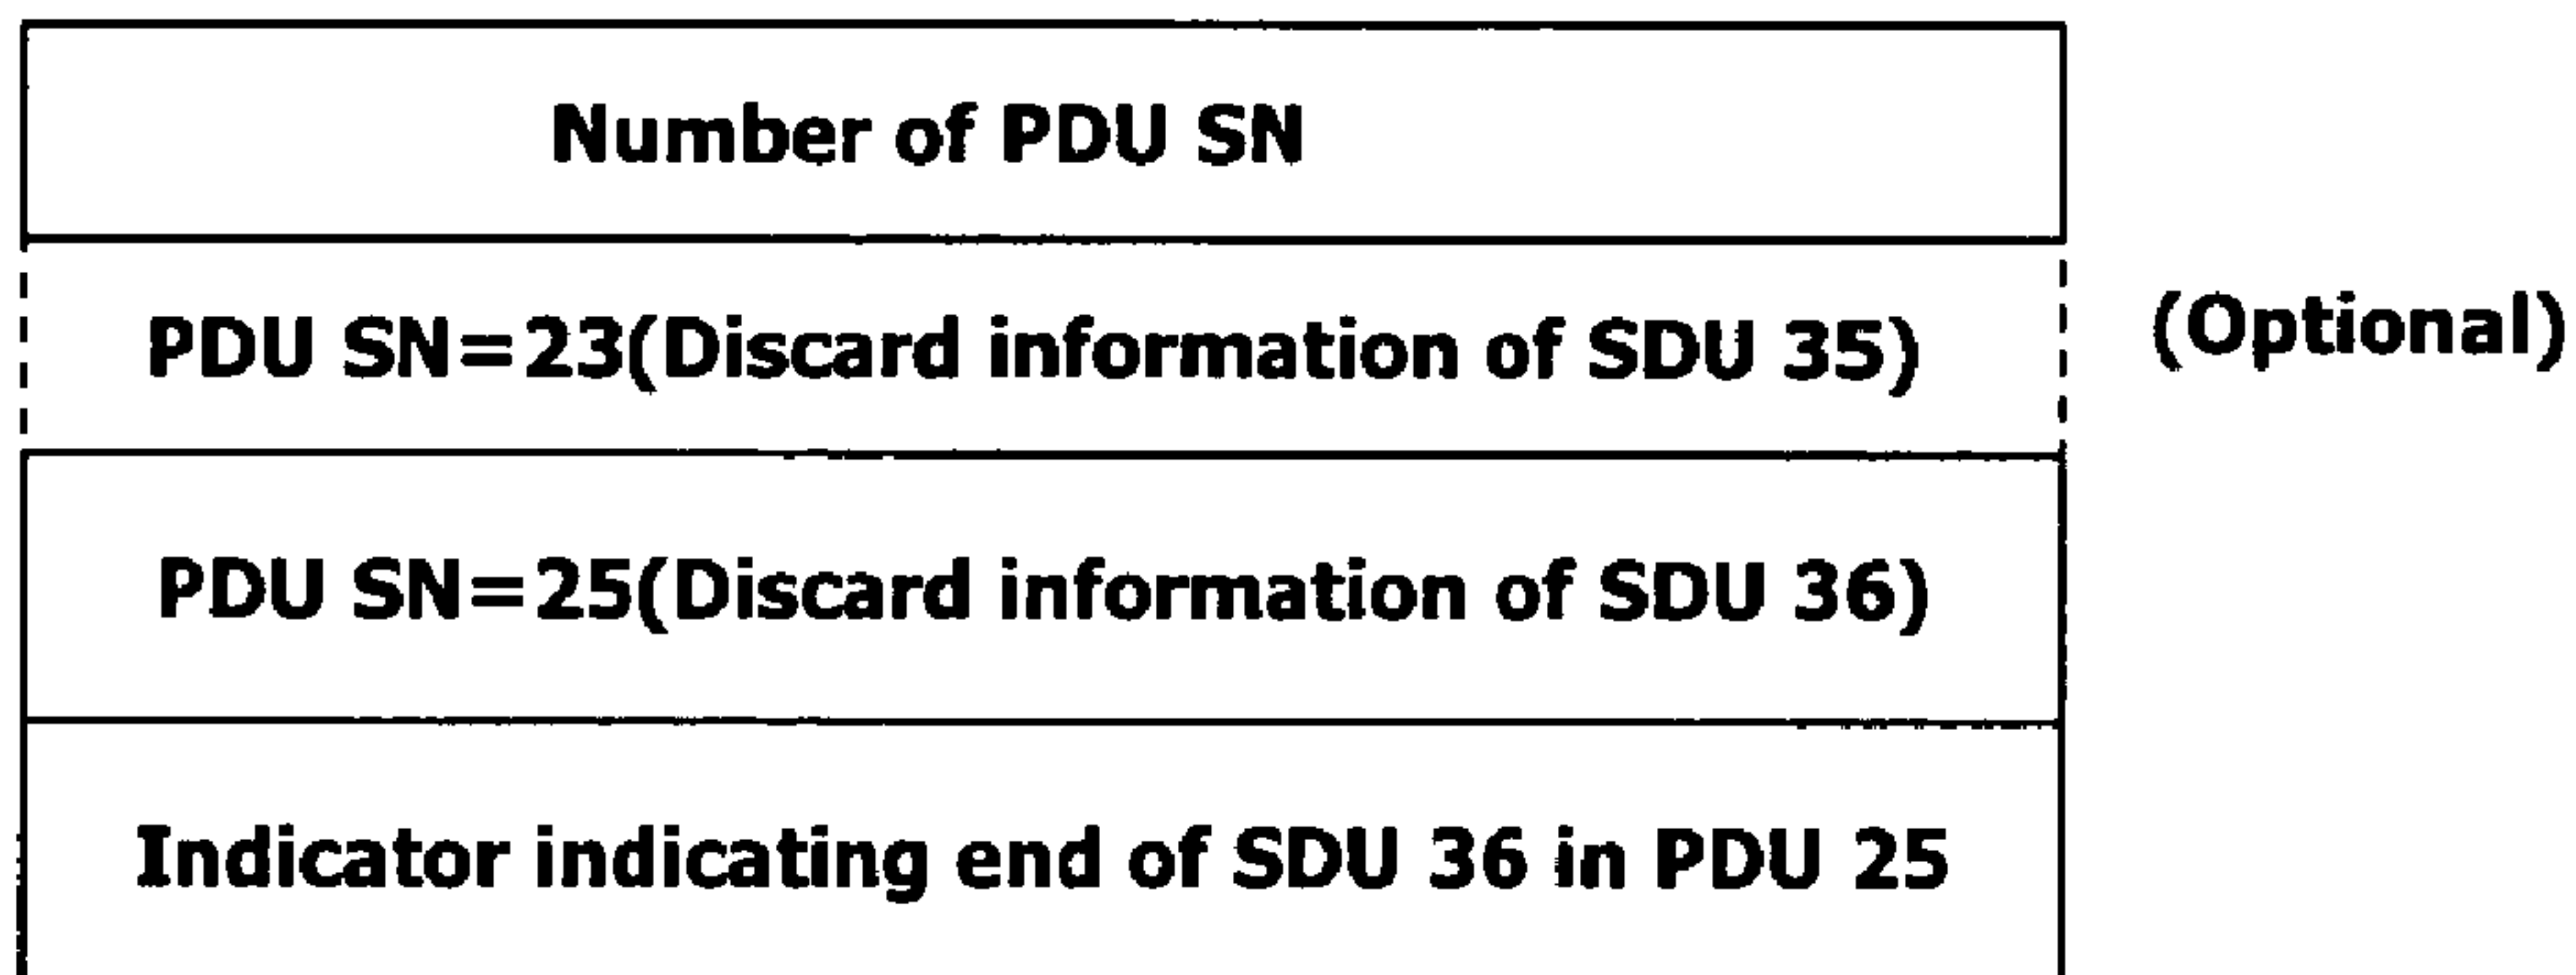 Number of PDU SN
PDU SN=23(Discard information of SDU 35)
(Optional)
PDU SN=25(Discard information of SDU 36)
Indicator indicating end of SDU 36 in PDU 25